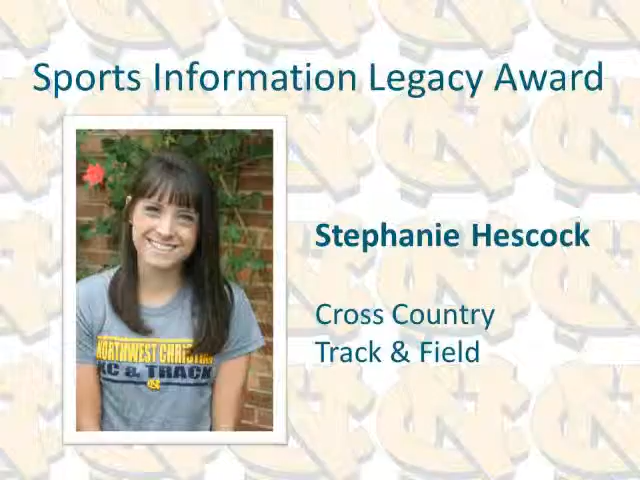 Sports Information Legacy Award
Stephanie Hescock
Cross Country
Track & Field
NORTHWEST CHRISTIAN
XC & TRACK